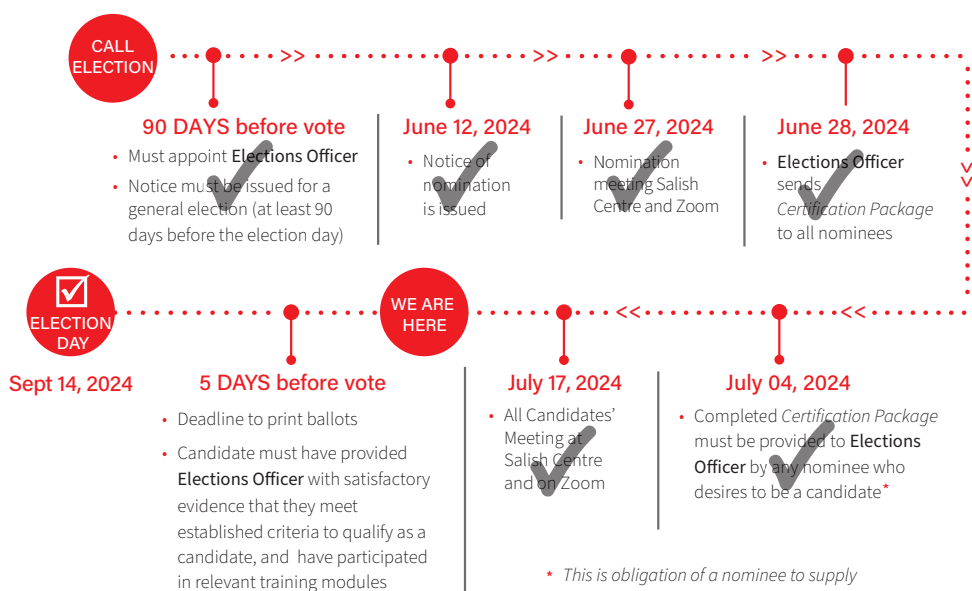 CALL
ELECTION
>>
>>
>>
90 DAYS before vote
• Must appoint Elections Officer
• Notice must be issued for a
general election (at least 90
days before the election day)
June 12, 2024
• Notice of
nomination
is issued
June 27, 2024
• Nomination
meeting Salish
Centre and Zoom
June 28, 2024
• Elections Officer
sends
Certification Package
to all nominees
<<
<<
WE ARE
HERE
ELECTION
DAY
July 04, 2024
• Completed Certification Package
must be provided to Elections
Officer by any nominee who
desires to be a candidate*
July 17, 2024
• All Candidates’
Meeting at
Salish Centre
and on Zoom
5 DAYS before vote
• Deadline to print ballots
• Candidate must have provided
Elections Officer with satisfactory
evidence that they meet
established criteria to qualify as a
candidate, and have participated
in relevant training modules
Sept 14, 2024
* This is obligation of a nominee to supply